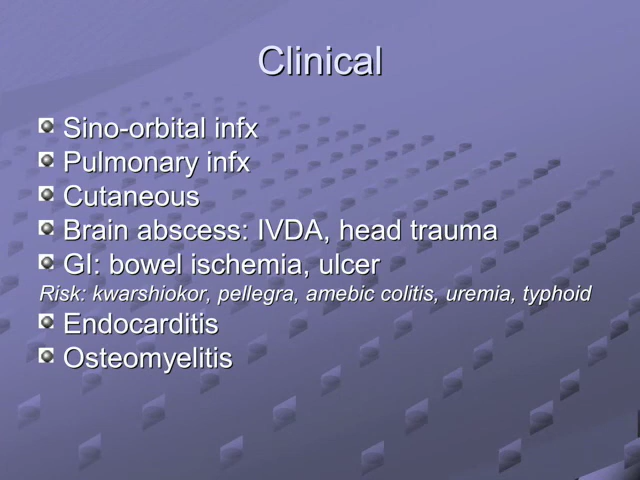 Clinical
Sino-orbital infx
Pulmonary infx
Cutaneous
Brain abscess: IVDA, head trauma
GI: bowel ischemia, ulcer
Risk: kwarshiokor, pellegra, amebic colitis, uremia, typhoid
Endocarditis
Osteomyelitis